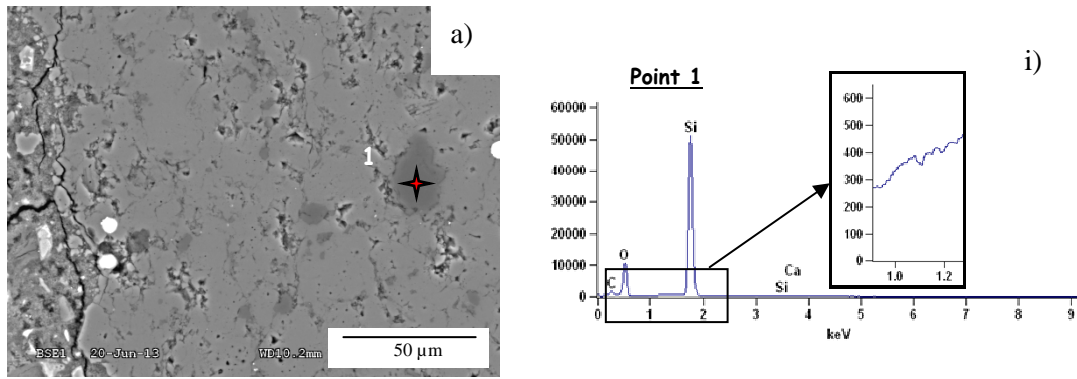 a)
1
BSE1 20-Jun-13 WD10.2mm
50 µm
i)
Point 1
60000
50000
40000
30000
20000
10000
0
Si
O
C
Ca
Si
0 1 2 3 4 5 6 7 8 9
keV
600
500
400
300
200
100
0
1.0 1.2